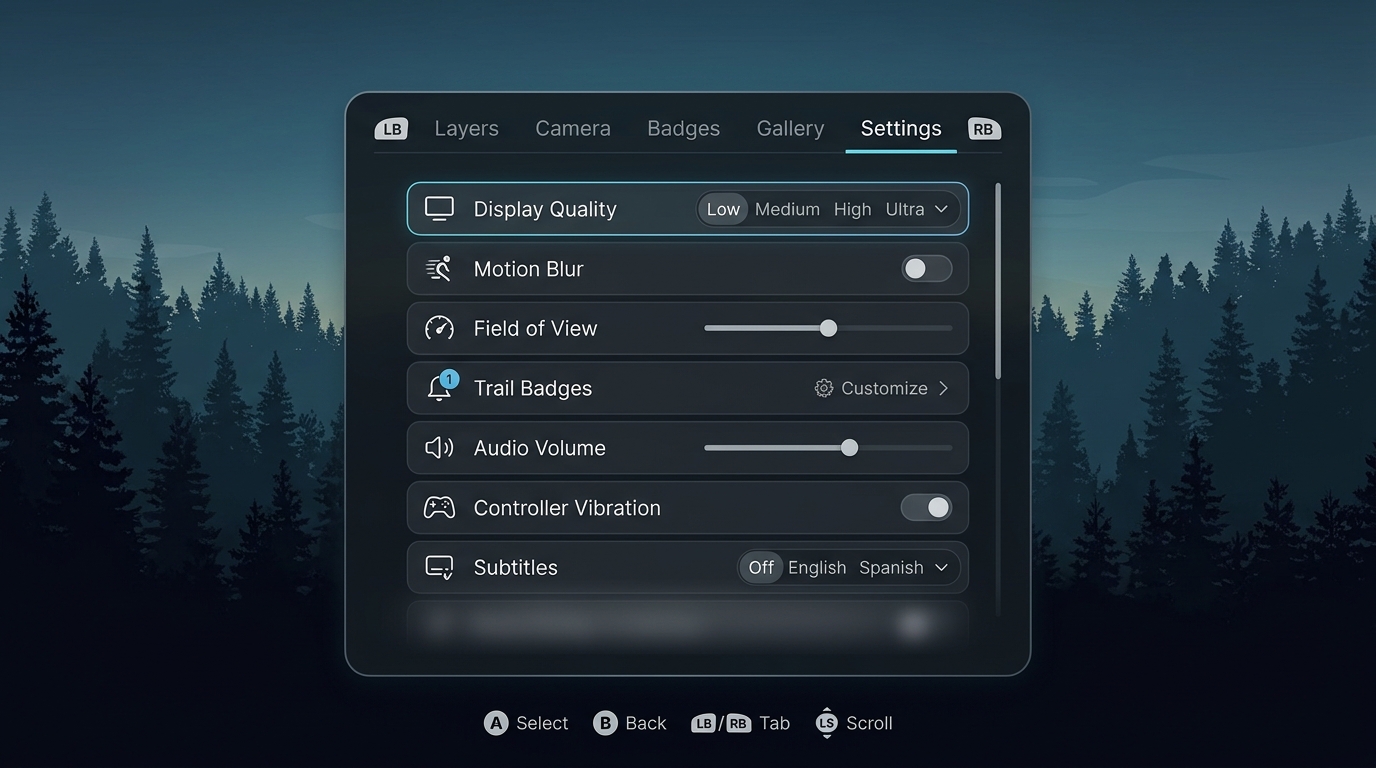 LB Layers Camera Badges Gallery Settings RB
Display Quality Low Medium High Ultra
Motion Blur
Field of View
1
Trail Badges Customize
Audio Volume
Controller Vibration
Subtitles Off English Spanish
A Select B Back LB/RB Tab LS Scroll